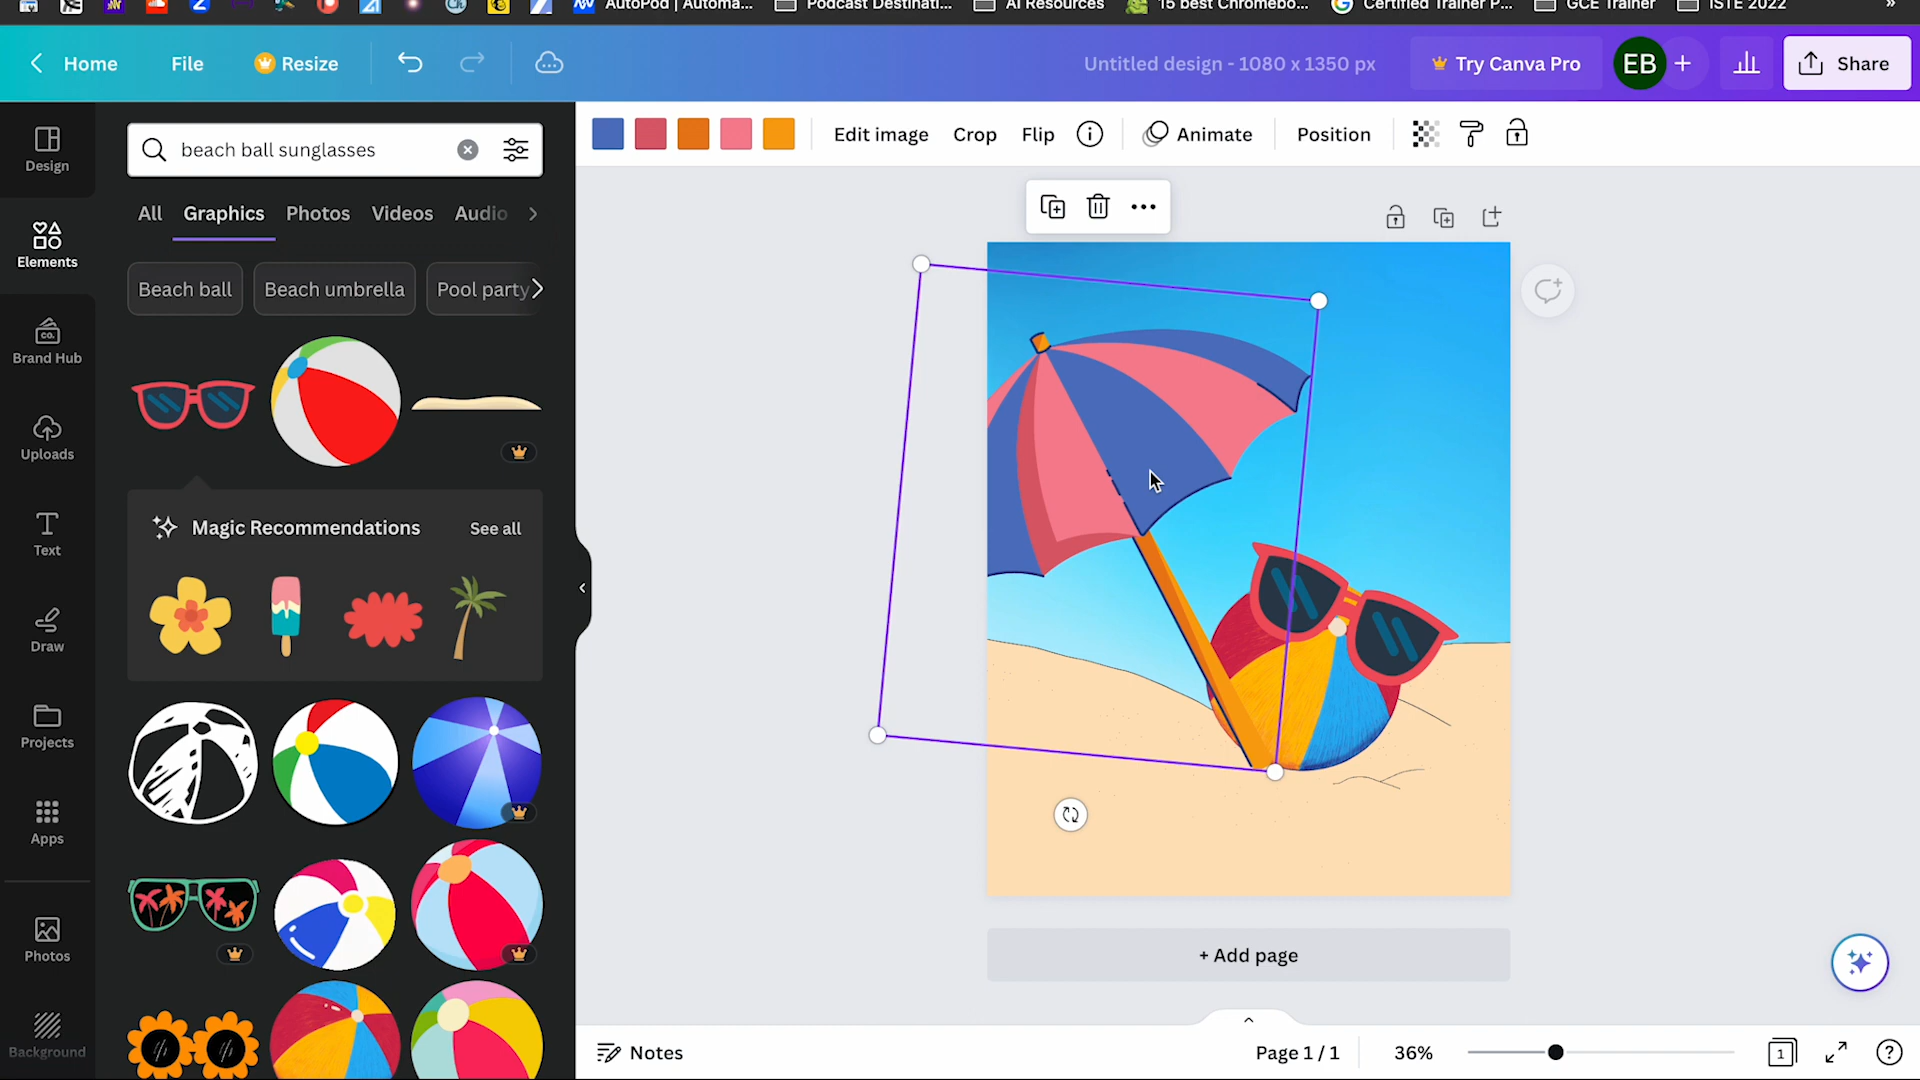 AutoPod | Automa...
Podcast Destinati...
AI Resources
15 best Chromebo...
Certified Trainer P...
GCE Trainer
ISTE 2022
»
Home
File
Resize
Untitled design - 1080 x 1350 px
Try Canva Pro
EB
+
Share
Design
Elements
Brand Hub
CO.
Uploads
Text
Draw
Projects
Apps
Photos
Background
beach ball sunglasses
All
Graphics
Photos
Videos
Audio
Beach ball
Beach umbrella
Pool party
Magic Recommendations
See all
Edit image
Crop
Flip
Animate
Position
+ Add page
Notes
Page 1 / 1
36%
1
?